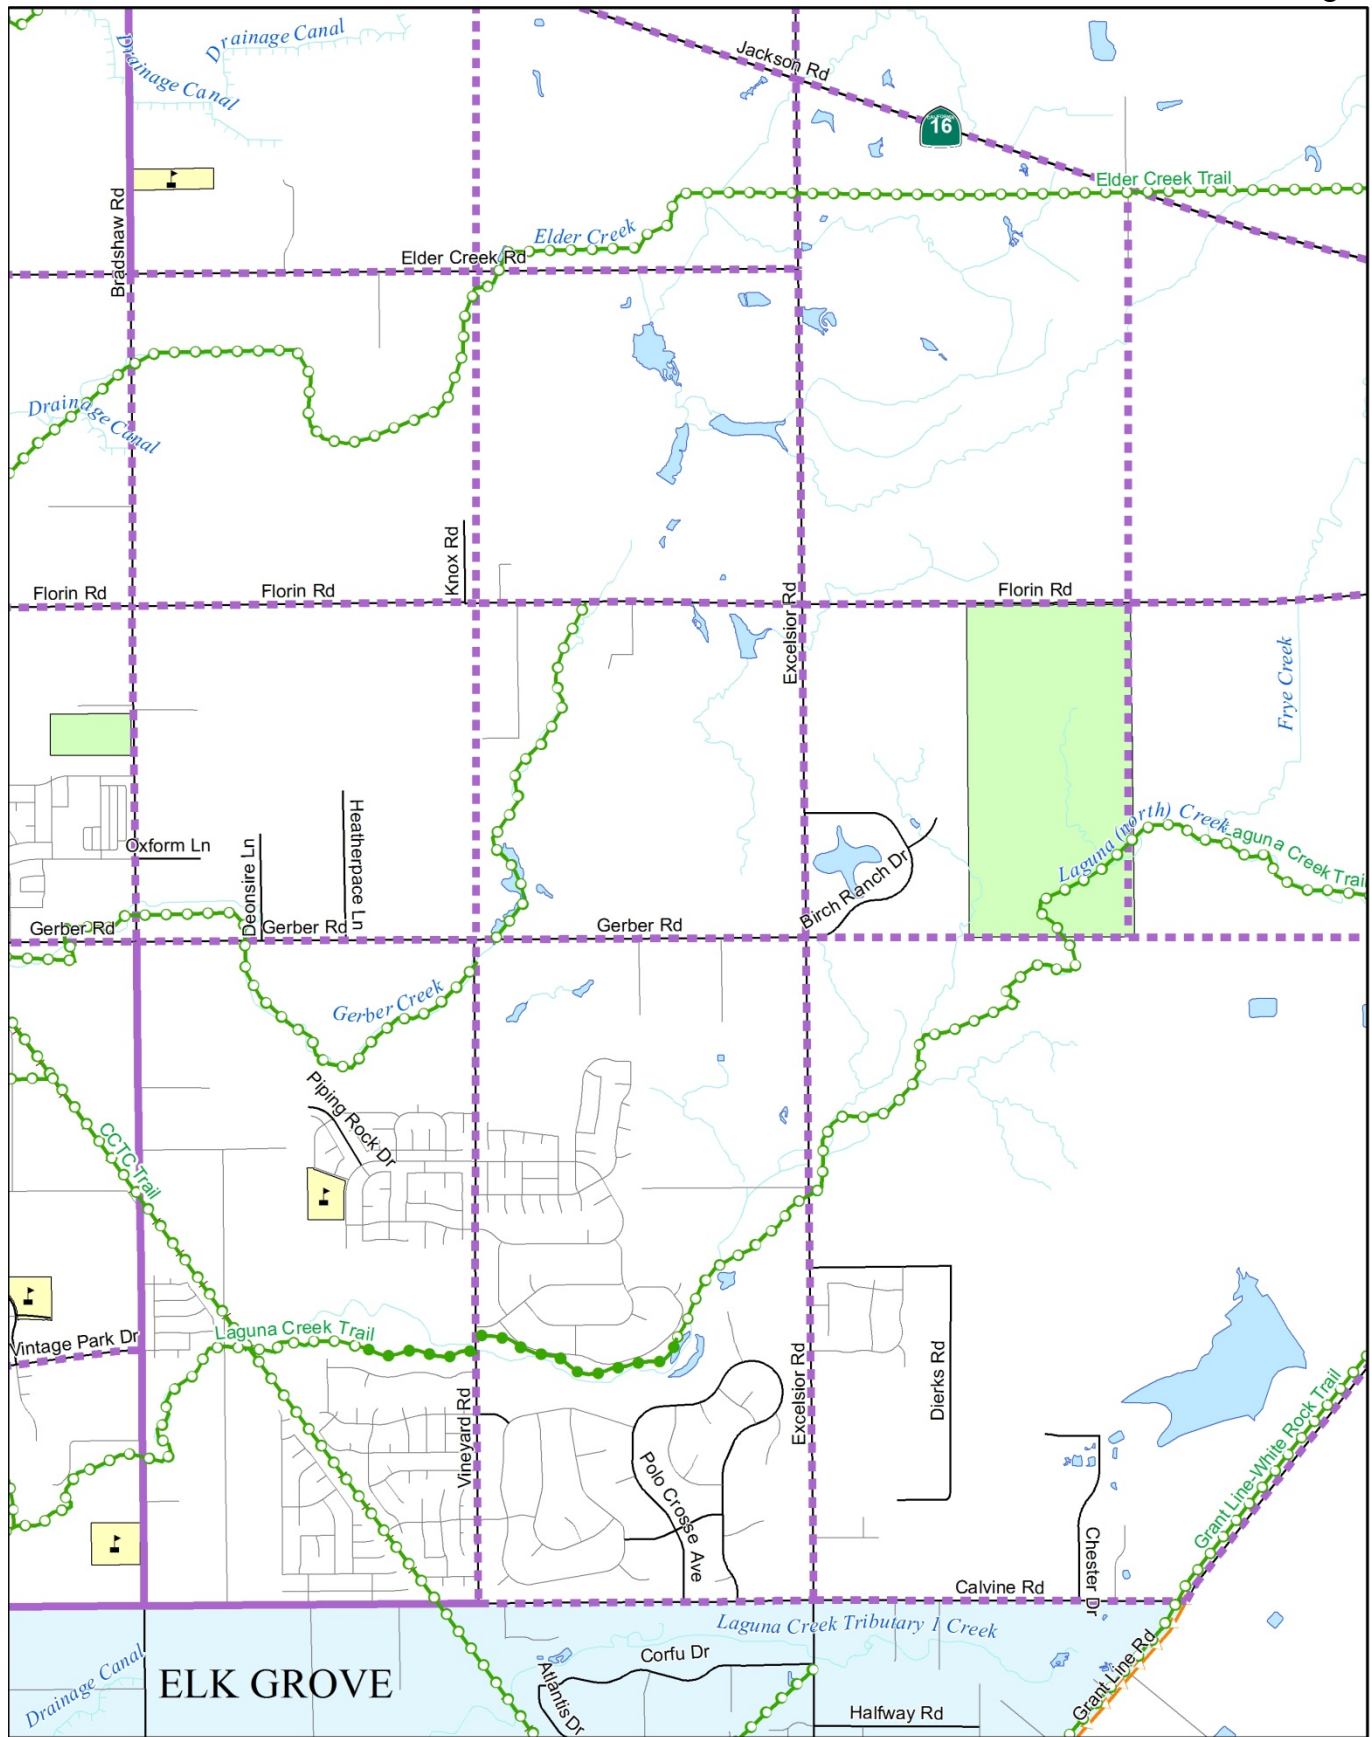 g
Drainage Canal
Drainage Canal
Jackson Rd
CALIFORNIA
16
Elder Creek Trail
Bradshaw Rd
Elder Creek
Elder Creek Rd
Drainage Canal
Knox Rd
Florin Rd
Florin Rd
Excelsior Rd
Florin Rd
Frye Creek
Heatherpace Ln
Oxform Ln
Deonsire Ln
Laguna (north) Creek
Laguna Creek Trail
Birch Ranch Dr
Gerber Rd
Gerber Rd
Gerber Rd
Gerber Creek
Piping Rock Dr
CCTC Trail
Laguna Creek Trail
Vintage Park Dr
Vineyard Rd
Excelsior Rd
Dierks Rd
Grant Line-White Rock Trail
Polo Crosse Ave
Chester Dr
Calvine Rd
Laguna Creek Tributary 1 Creek
Drainage Canal
ELK GROVE
Corfu Dr
Atlantis Dr
Halfway Rd
Grant Line Rd